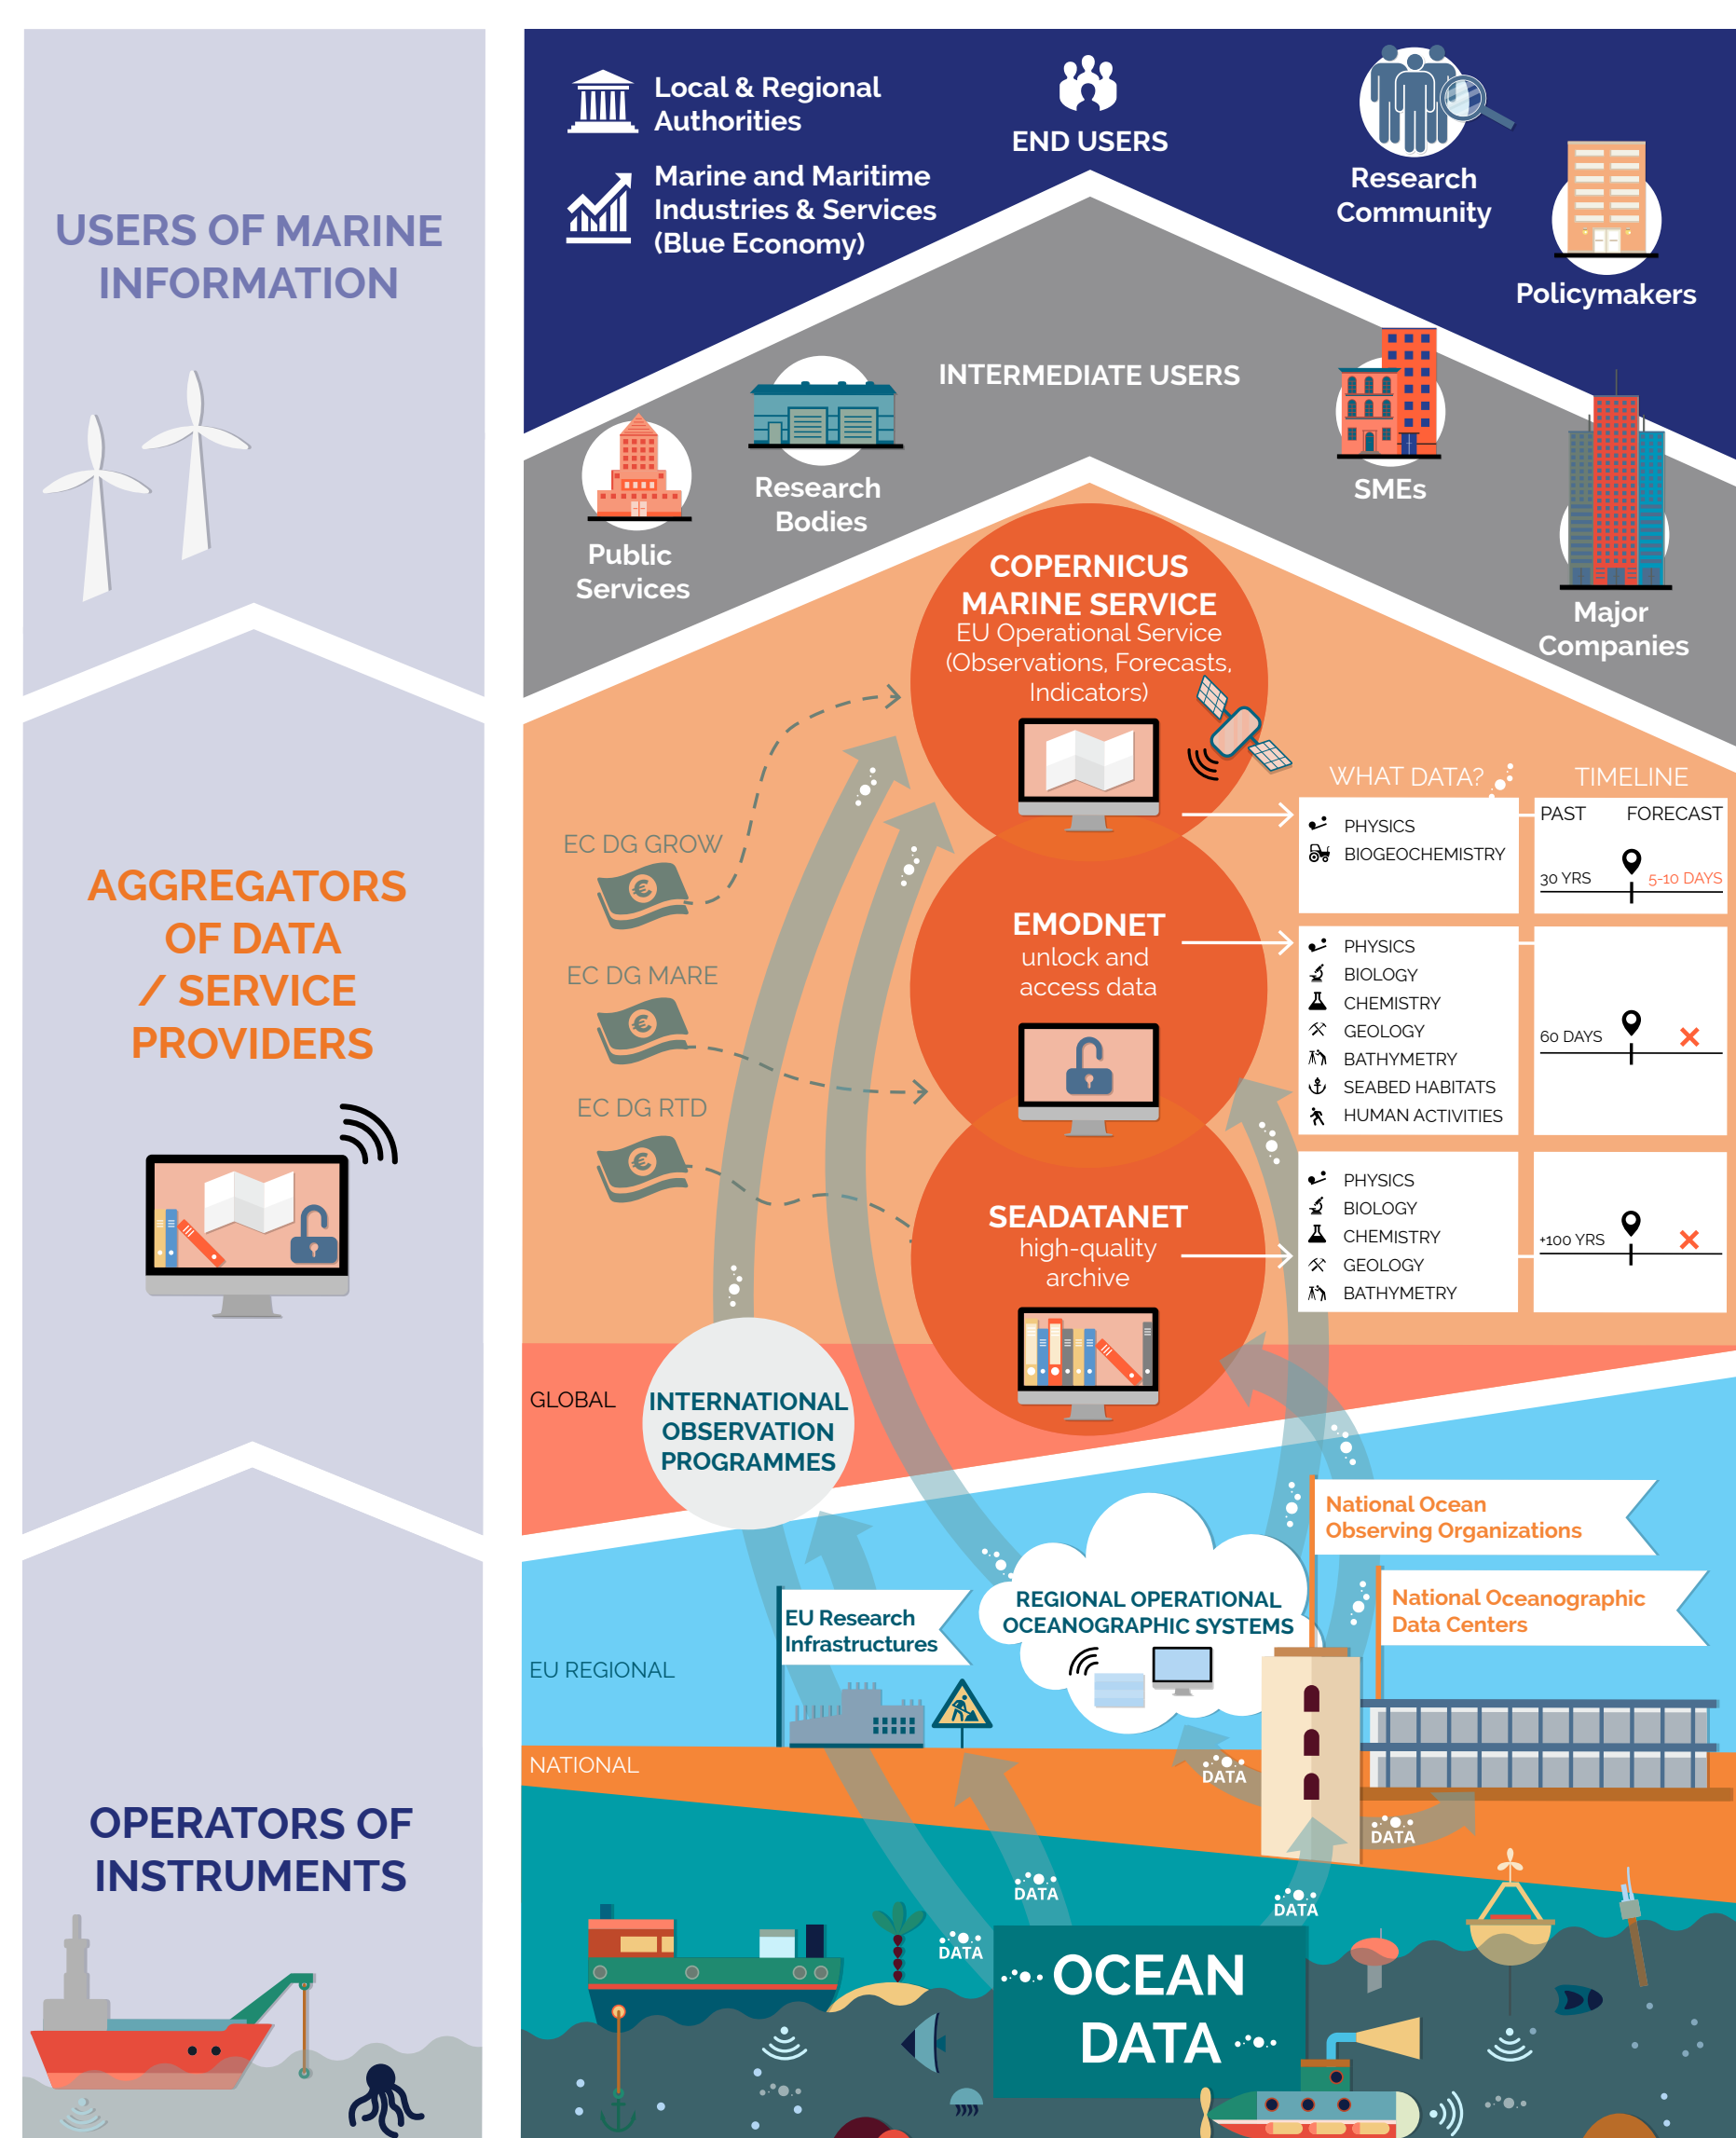 USERS OF MARINE
INFORMATION
AGGREGATORS
OF DATA
/ SERVICE
PROVIDERS
OPERATORS OF
INSTRUMENTS
Local & Regional
Authorities
Marine and Maritime
Industries & Services
(Blue Economy)
END USERS
Research
Community
Policymakers
INTERMEDIATE USERS
Public
Services
Research
Bodies
SMEs
Major
Companies
COPERNICUS
MARINE SERVICE
EU Operational Service
(Observations, Forecasts,
Indicators)
EC DG GROW
EC DG MARE
EC DG RTD
EMODNET
unlock and
access data
SEADATANET
high-quality
archive
WHAT DATA?
TIMELINE
PHYSICS
BIOGEOCHEMISTRY
PAST FORECAST
30 YRS 5-10 DAYS
PHYSICS
BIOLOGY
CHEMISTRY
GEOLOGY
BATHYMETRY
SEABED HABITATS
HUMAN ACTIVITIES
60 DAYS
PHYSICS
BIOLOGY
CHEMISTRY
GEOLOGY
BATHYMETRY
+100 YRS
GLOBAL
INTERNATIONAL
OBSERVATION
PROGRAMMES
National Ocean
Observing Organizations
National Oceanographic
Data Centers
REGIONAL OPERATIONAL
OCEANOGRAPHIC SYSTEMS
EU Research
Infrastructures
EU REGIONAL
NATIONAL
DATA
DATA
DATA
DATA
DATA
OCEAN
DATA